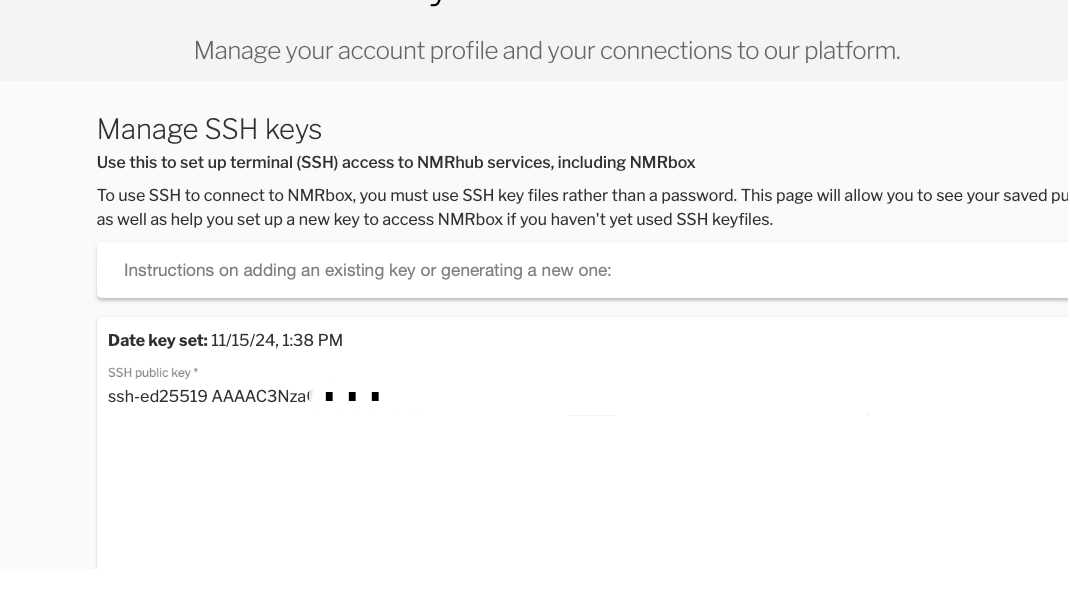 Manage your account profile and your connections to our platform.
Manage SSH keys
Use this to set up terminal (SSH) access to NMRhub services, including NMRbox
To use SSH to connect to NMRbox, you must use SSH key files rather than a password. This page will allow you to see your saved pu
as well as help you set up a new key to access NMRbox if you haven't yet used SSH keyfiles.
Instructions on adding an existing key or generating a new one:
Date key set: 11/15/24, 1:38 PM
SSH public key *
ssh-ed25519 AAAAC3Nza